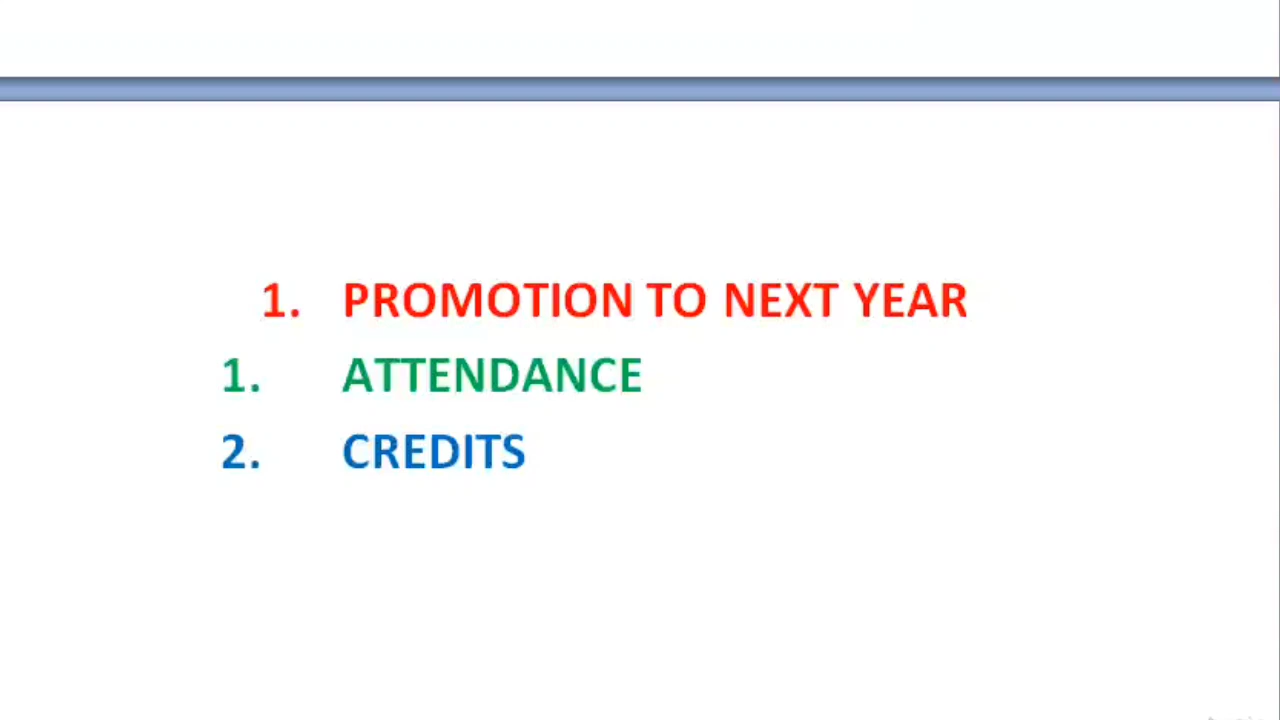 1. PROMOTION TO NEXT YEAR
1. ATTENDANCE
2. CREDITS